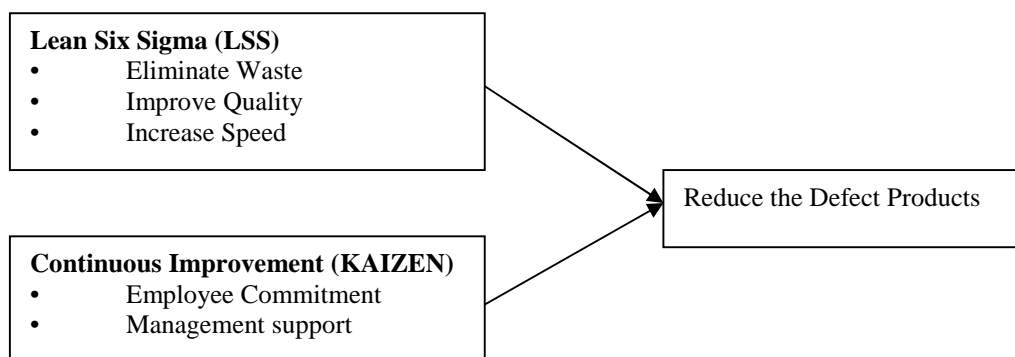 Lean Six Sigma (LSS)
• Eliminate Waste
• Improve Quality
• Increase Speed
Reduce the Defect Products
Continuous Improvement (KAIZEN)
• Employee Commitment
• Management support